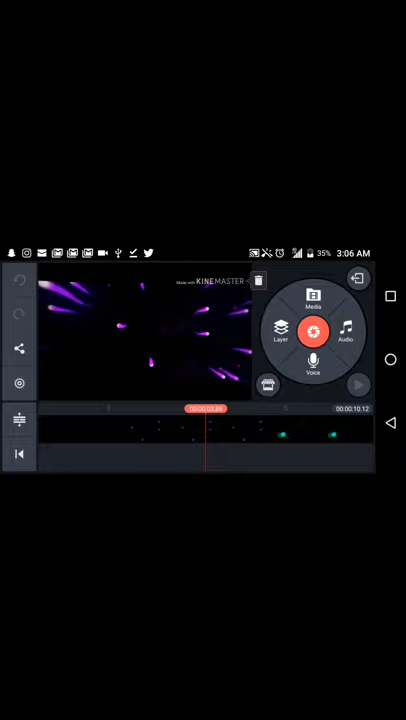 35% 3:06 AM
Made with KINEMASTER
Media
Layer
Audio
Voice
00:00:03.89
00:00:10.12